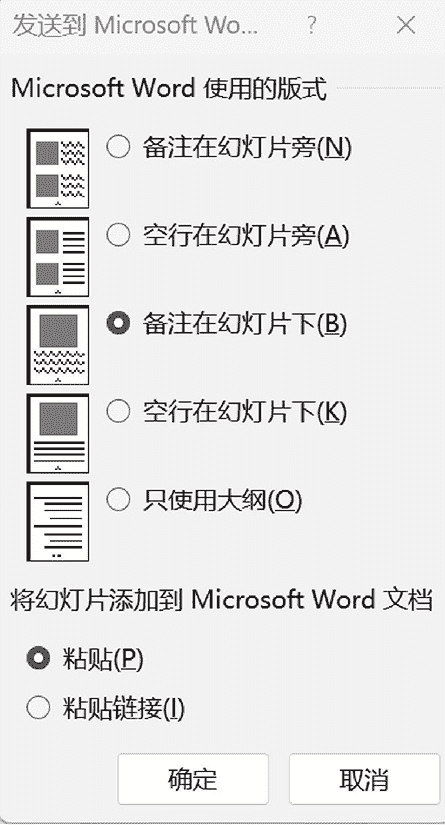 发送到 Microsoft Wo... ? ×
Microsoft Word 使用的版式
备注在幻灯片旁(N)
空行在幻灯片旁(A)
备注在幻灯片下(B)
空行在幻灯片下(K)
只使用大纲(O)
将幻灯片添加到 Microsoft Word 文档
粘贴(P)
粘贴链接(I)
确定 取消